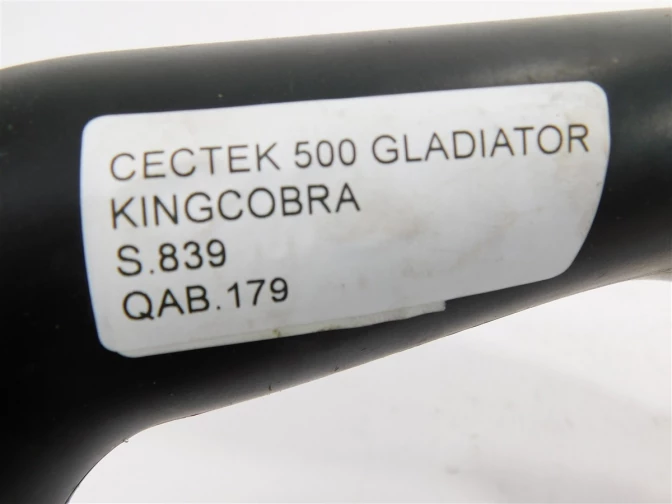 CECTEK 500 GLADIATOR
KINGCOBRA
S.839
QAB.179